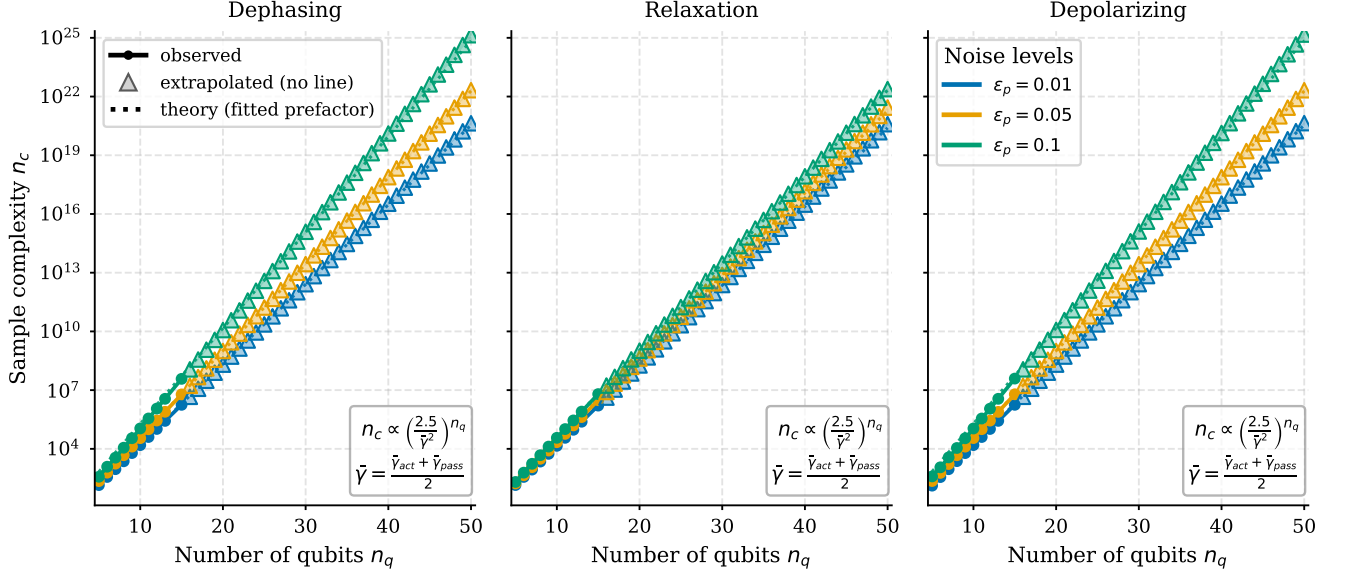 Dephasing
Relaxation
Depolarizing
Sample complexity n_c
10^25
10^22
10^19
10^16
10^13
10^10
10^7
10^4
observed
extrapolated (no line)
theory (fitted prefactor)
n_c ∝ (2.5/γ̄²)^{n_q}
γ̄ = (γ̄_act + γ̄_pass)/2
10 20 30 40 50
Number of qubits n_q
n_c ∝ (2.5/γ̄²)^{n_q}
γ̄ = (γ̄_act + γ̄_pass)/2
10 20 30 40 50
Number of qubits n_q
Noise levels
ε_p = 0.01
ε_p = 0.05
ε_p = 0.1
n_c ∝ (2.5/γ̄²)^{n_q}
γ̄ = (γ̄_act + γ̄_pass)/2
10 20 30 40 50
Number of qubits n_q